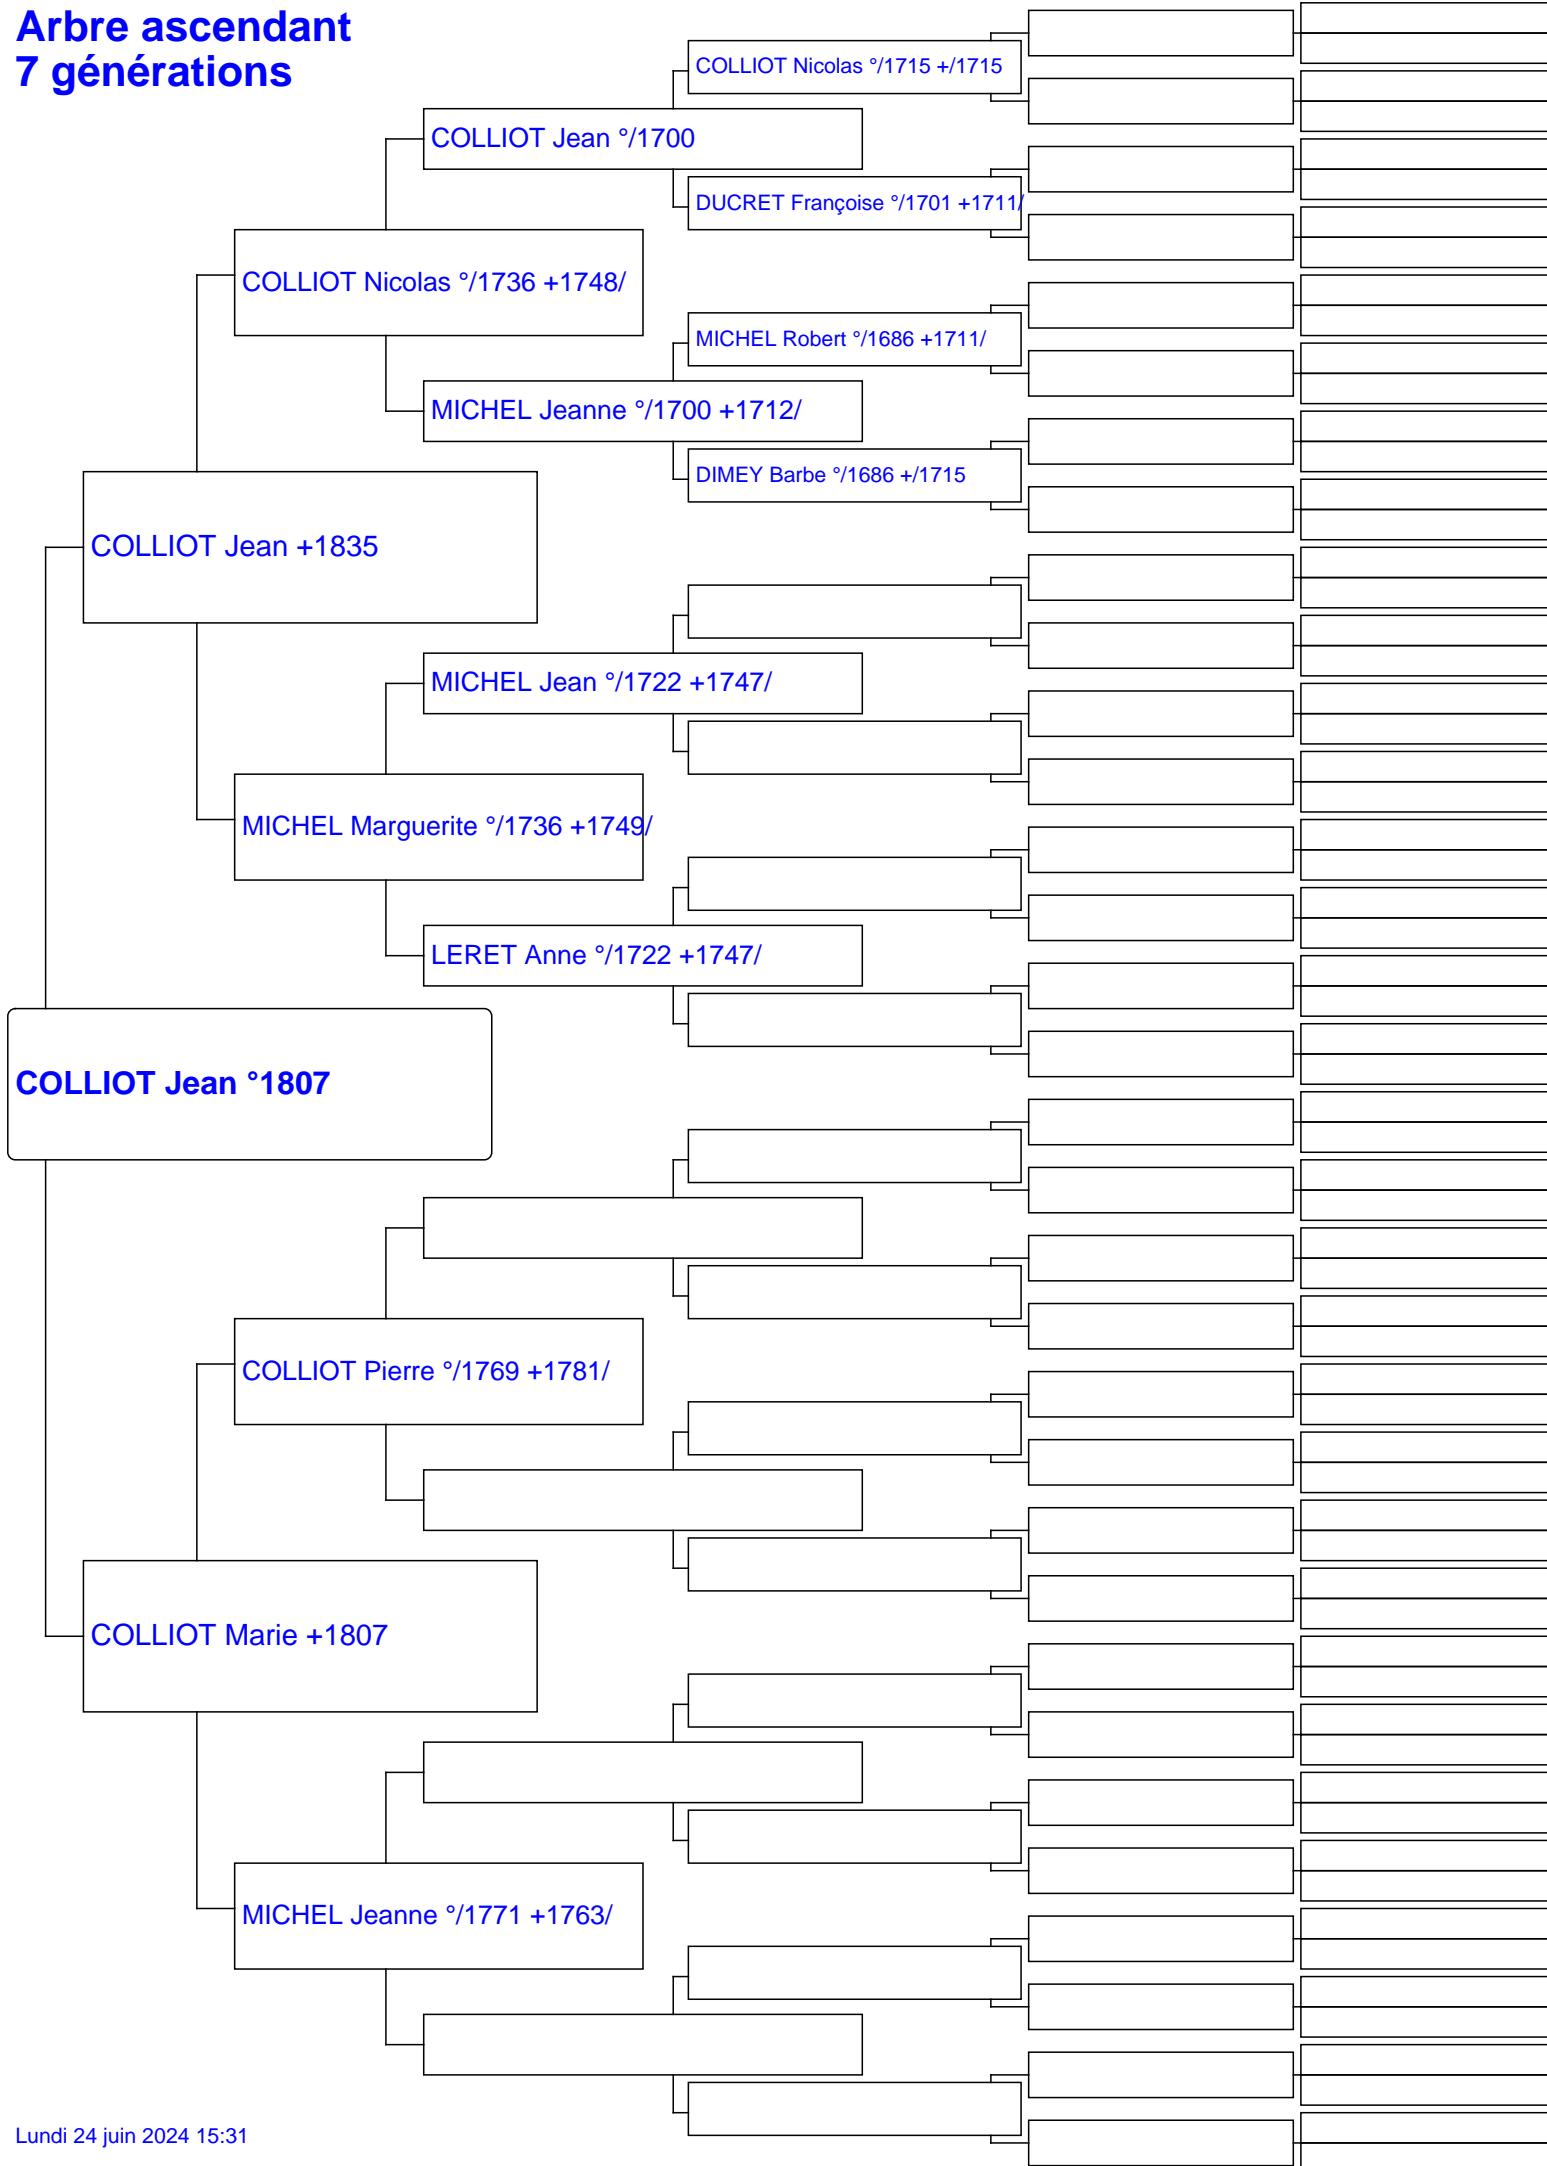 Arbre ascendant
7 générations
COLLIOT Nicolas °/1715 +/1715
COLLIOT Jean °/1700
DUCRET Françoise °/1701 +1711/
COLLIOT Nicolas °/1736 +1748/
MICHEL Robert °/1686 +1711/
MICHEL Jeanne °/1700 +1712/
DIMEY Barbe °/1686 +/1715
COLLIOT Jean +1835
MICHEL Jean °/1722 +1747/
MICHEL Marguerite °/1736 +1749/
LERET Anne °/1722 +1747/
COLLIOT Jean °1807
COLLIOT Pierre °/1769 +1781/
COLLIOT Marie +1807
MICHEL Jeanne °/1771 +1763/
Lundi 24 juin 2024 15:31